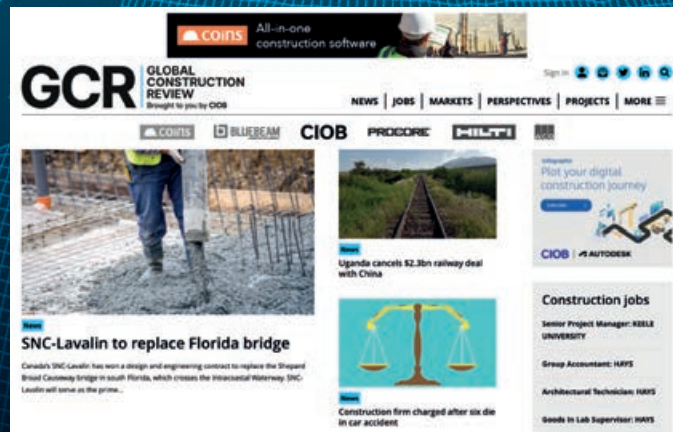 coins
All-in-one
construction software
GCR
GLOBAL
CONSTRUCTION
REVIEW
Brought to you by CIOB
Sign in
NEWS | JOBS | MARKETS | PERSPECTIVES | PROJECTS | MORE
coins BLUEBEAM CIOB PROCORE HILTI
News
SNC-Lavalin to replace Florida bridge
Canada's SNC-Lavalin has won a design and engineering contract to replace the Shepard
Broad Causeway bridge in south Florida, which crosses the Intracoastal Waterway. SNC-
Lavalin will serve as the prime...
News
Uganda cancels $2.3bn railway deal
with China
News
Construction firm charged after six die
in car accident
Infographic
Plot your digital
construction journey
CIOB AUTODESK
Construction jobs
Senior Project Manager: KEELE
UNIVERSITY
Group Accountant: HAYS
Architectural Technician: HAYS
Goods In Lab Supervisor: HAYS